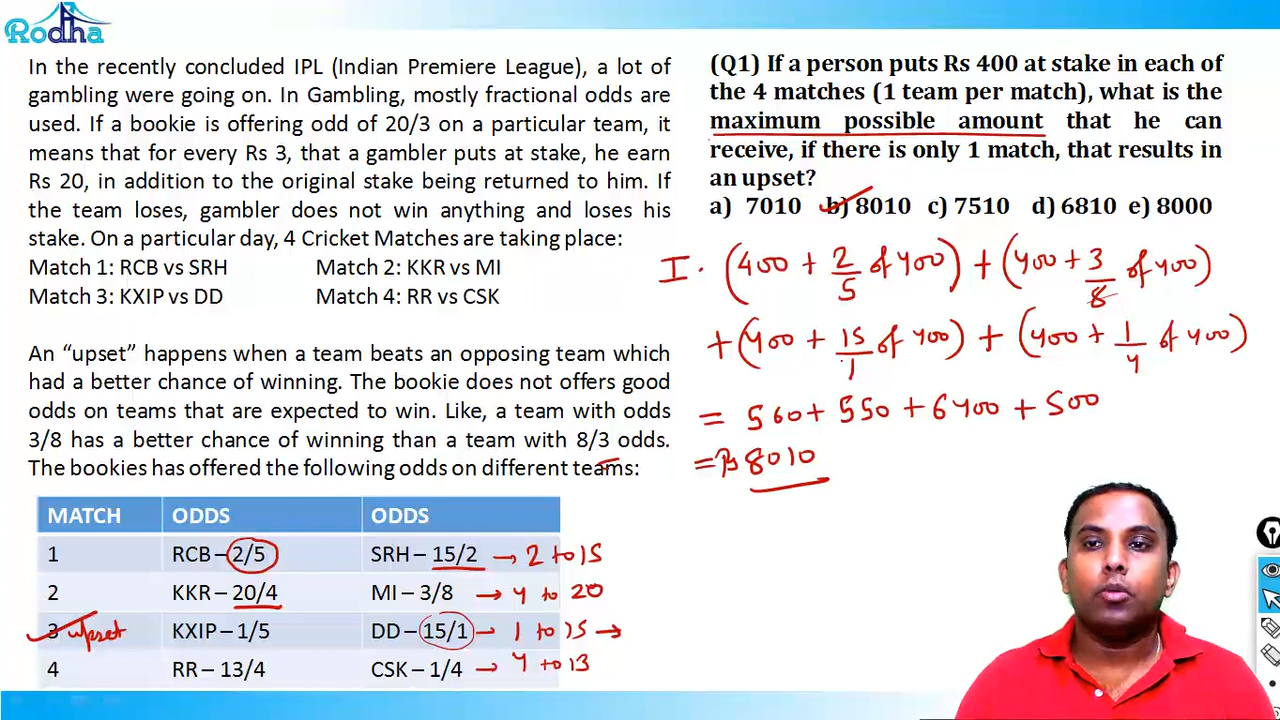 Rodha
In the recently concluded IPL (Indian Premiere League), a lot of
gambling were going on. In Gambling, mostly fractional odds are
used. If a bookie is offering odd of 20/3 on a particular team, it
means that for every Rs 3, that a gambler puts at stake, he earn
Rs 20, in addition to the original stake being returned to him. If
the team loses, gambler does not win anything and loses his
stake. On a particular day, 4 Cricket Matches are taking place:
Match 1: RCB vs SRH Match 2: KKR vs MI
Match 3: KXIP vs DD Match 4: RR vs CSK
An “upset” happens when a team beats an opposing team which
had a better chance of winning. The bookie does not offers good
odds on teams that are expected to win. Like, a team with odds
3/8 has a better chance of winning than a team with 8/3 odds.
The bookies has offered the following odds on different teams:
MATCH ODDS ODDS
1 RCB – 2/5 SRH – 15/2 → 2 to 15
2 KKR – 20/4 MI – 3/8 → 4 to 20
3 upset KXIP – 1/5 DD – 15/1 → 1 to 15 →
4 RR – 13/4 CSK – 1/4 → 4 to 13
(Q1) If a person puts Rs 400 at stake in each of
the 4 matches (1 team per match), what is the
maximum possible amount that he can
receive, if there is only 1 match, that results in
an upset?
a) 7010 b) 8010 c) 7510 d) 6810 e) 8000
I. (400 + 2/5 of 400) + (400 + 3/8 of 400)
+ (400 + 15/1 of 400) + (400 + 1/4 of 400)
= 560 + 550 + 6400 + 500
= Rs 8010